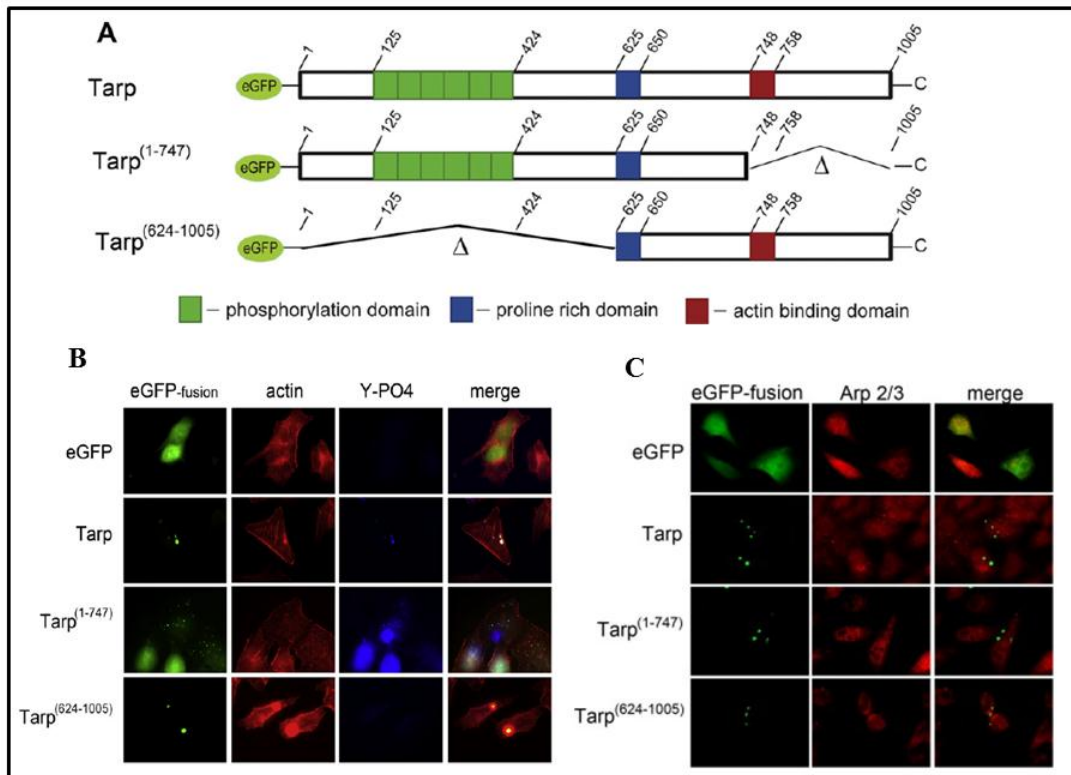 A
1 125 424 625 650 748 758 1005
Tarp eGFP C
1 125 424 625 650 748 758 1005
Tarp(1-747) eGFP Δ C
1 125 424 625 650 748 758 1005
Tarp(624-1005) eGFP Δ C
– phosphorylation domain – proline rich domain – actin binding domain
B
eGFP-fusion actin Y-PO4 merge
eGFP
Tarp
Tarp(1-747)
Tarp(624-1005)
C
eGFP-fusion Arp 2/3 merge
eGFP
Tarp
Tarp(1-747)
Tarp(624-1005)